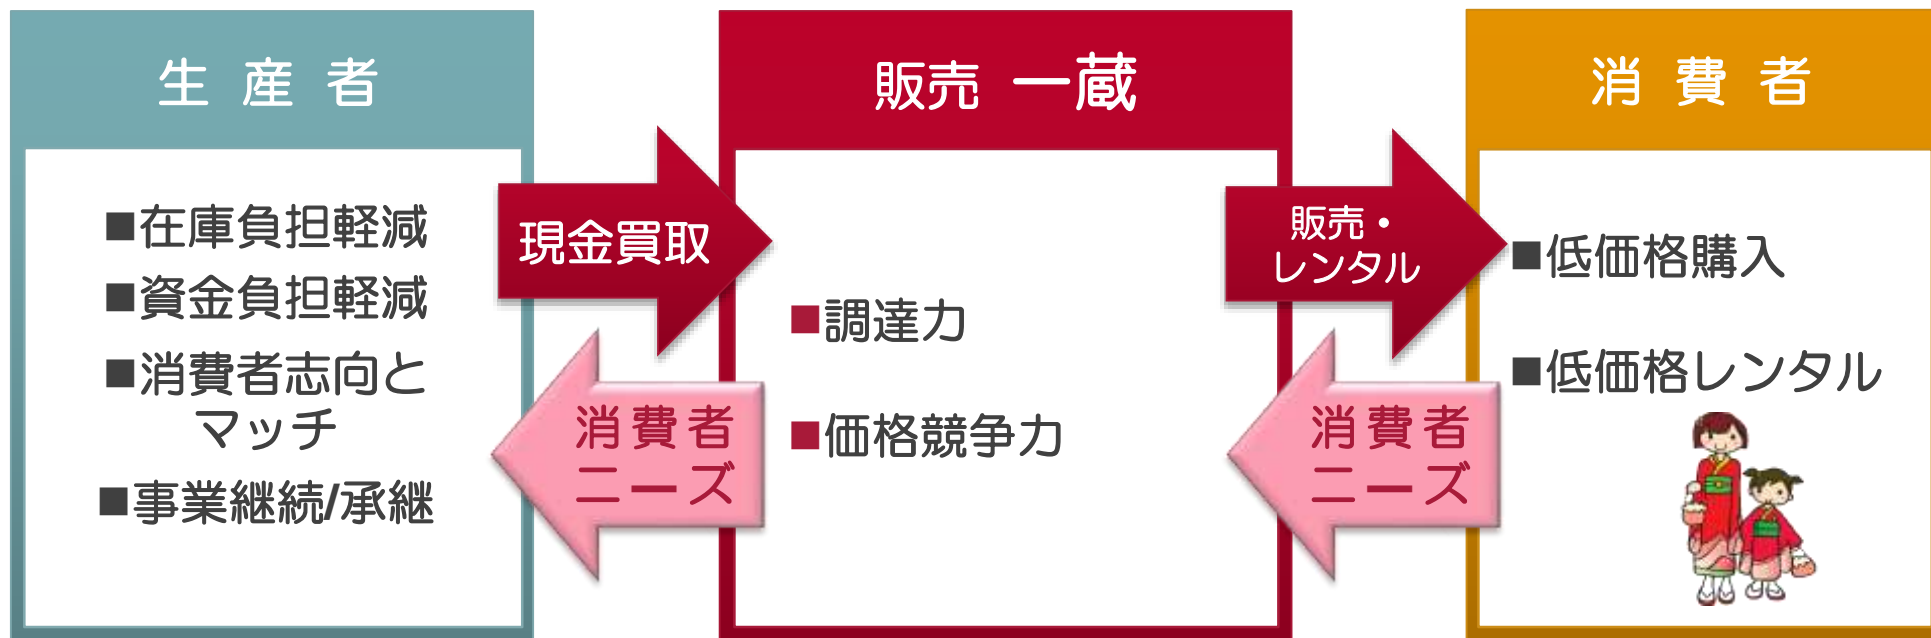 生産者
■在庫負担軽減
■資金負担軽減
■消費者志向と
マッチ
■事業継続/承継
現金買取
消費者
ニーズ
販売 一蔵
■調達力
■価格競争力
販売・
レンタル
消費者
ニーズ
消費者
■低価格購入
■低価格レンタル